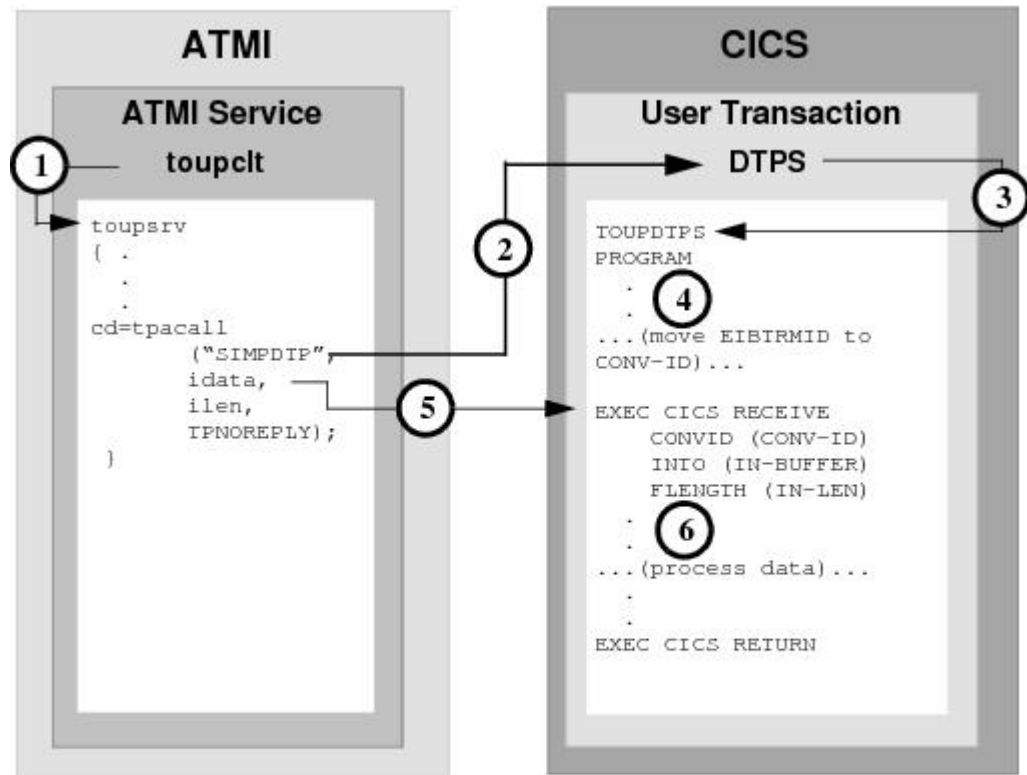 ATMI
ATMI Service
toupclt
1
toupsrv
{ .
.
.
cd=tpacall
("SIMPDTP",
idata,
ilen,
TPNOREPLY);
}
2
5
CICS
User Transaction
DTPS
3
TOUPDTPS
PROGRAM
.
4
.
...(move EIBTRMID to
CONV-ID)...
EXEC CICS RECEIVE
CONVID (CONV-ID)
INTO (IN-BUFFER)
FLENGTH (IN-LEN)
.
6
.
...(process data)...
.
.
EXEC CICS RETURN